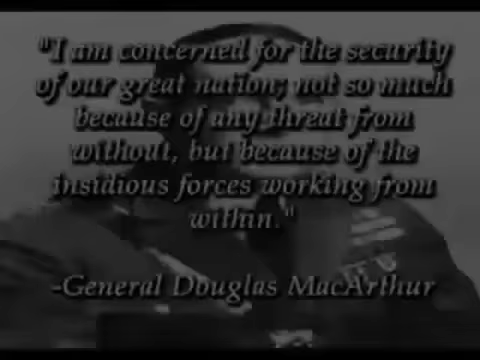 "I am concerned for the security
of our great nation; not so much
because of any threat from
without, but because of the
insidious forces working from
within."
-General Douglas MacArthur